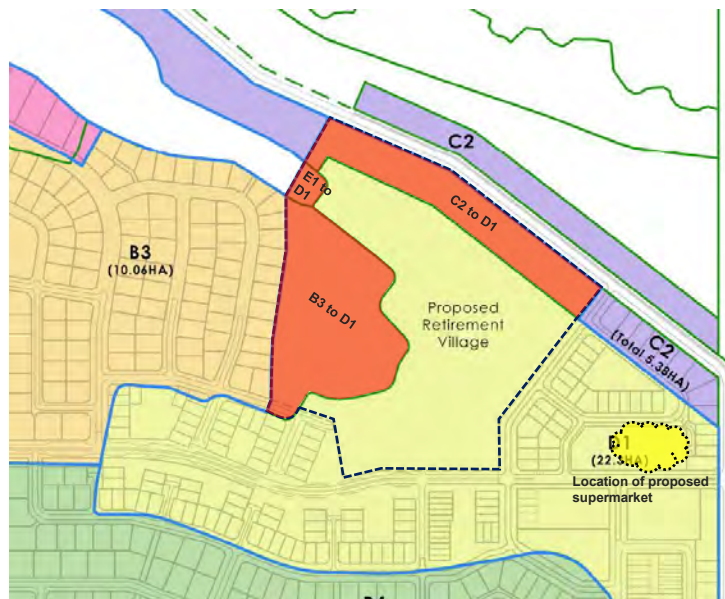 C2
E1 to
D1
C2 to D1
B3
(10.06HA)
B3 to D1
Proposed
Retirement
Village
C2
(Total 5.38HA)
D1
Location of proposed
supermarket